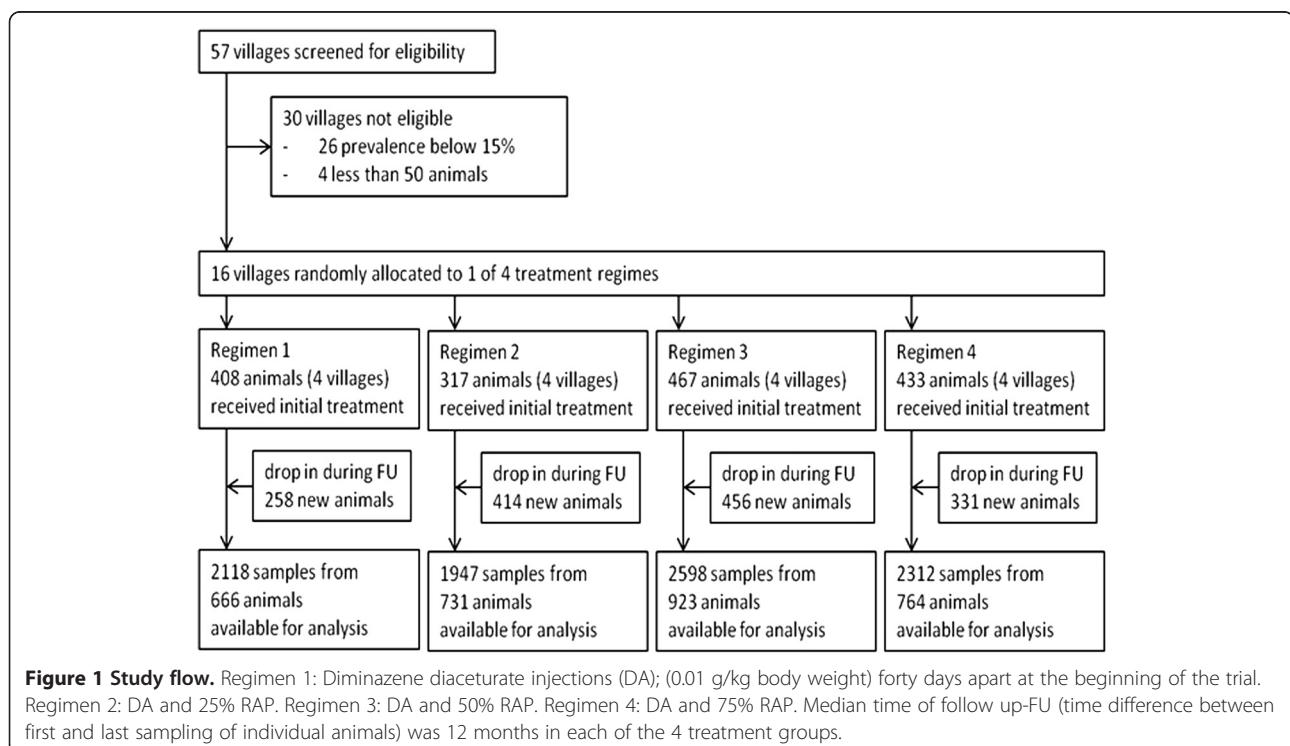 57 villages screened for eligibility
30 villages not eligible
- 26 prevalence below 15%
- 4 less than 50 animals
16 villages randomly allocated to 1 of 4 treatment regimes
Regimen 1
408 animals (4 villages)
received initial treatment
Regimen 2
317 animals (4 villages)
received initial treatment
Regimen 3
467 animals (4 villages)
received initial treatment
Regimen 4
433 animals (4 villages)
received initial treatment
drop in during FU
258 new animals
drop in during FU
414 new animals
drop in during FU
456 new animals
drop in during FU
331 new animals
2118 samples from
666 animals
available for analysis
1947 samples from
731 animals
available for analysis
2598 samples from
923 animals
available for analysis
2312 samples from
764 animals
available for analysis
Figure 1 Study flow. Regimen 1: Diminazene diaceturate injections (DA); (0.01 g/kg body weight) forty days apart at the beginning of the trial.
Regimen 2: DA and 25% RAP. Regimen 3: DA and 50% RAP. Regimen 4: DA and 75% RAP. Median time of follow up-FU (time difference between
first and last sampling of individual animals) was 12 months in each of the 4 treatment groups.